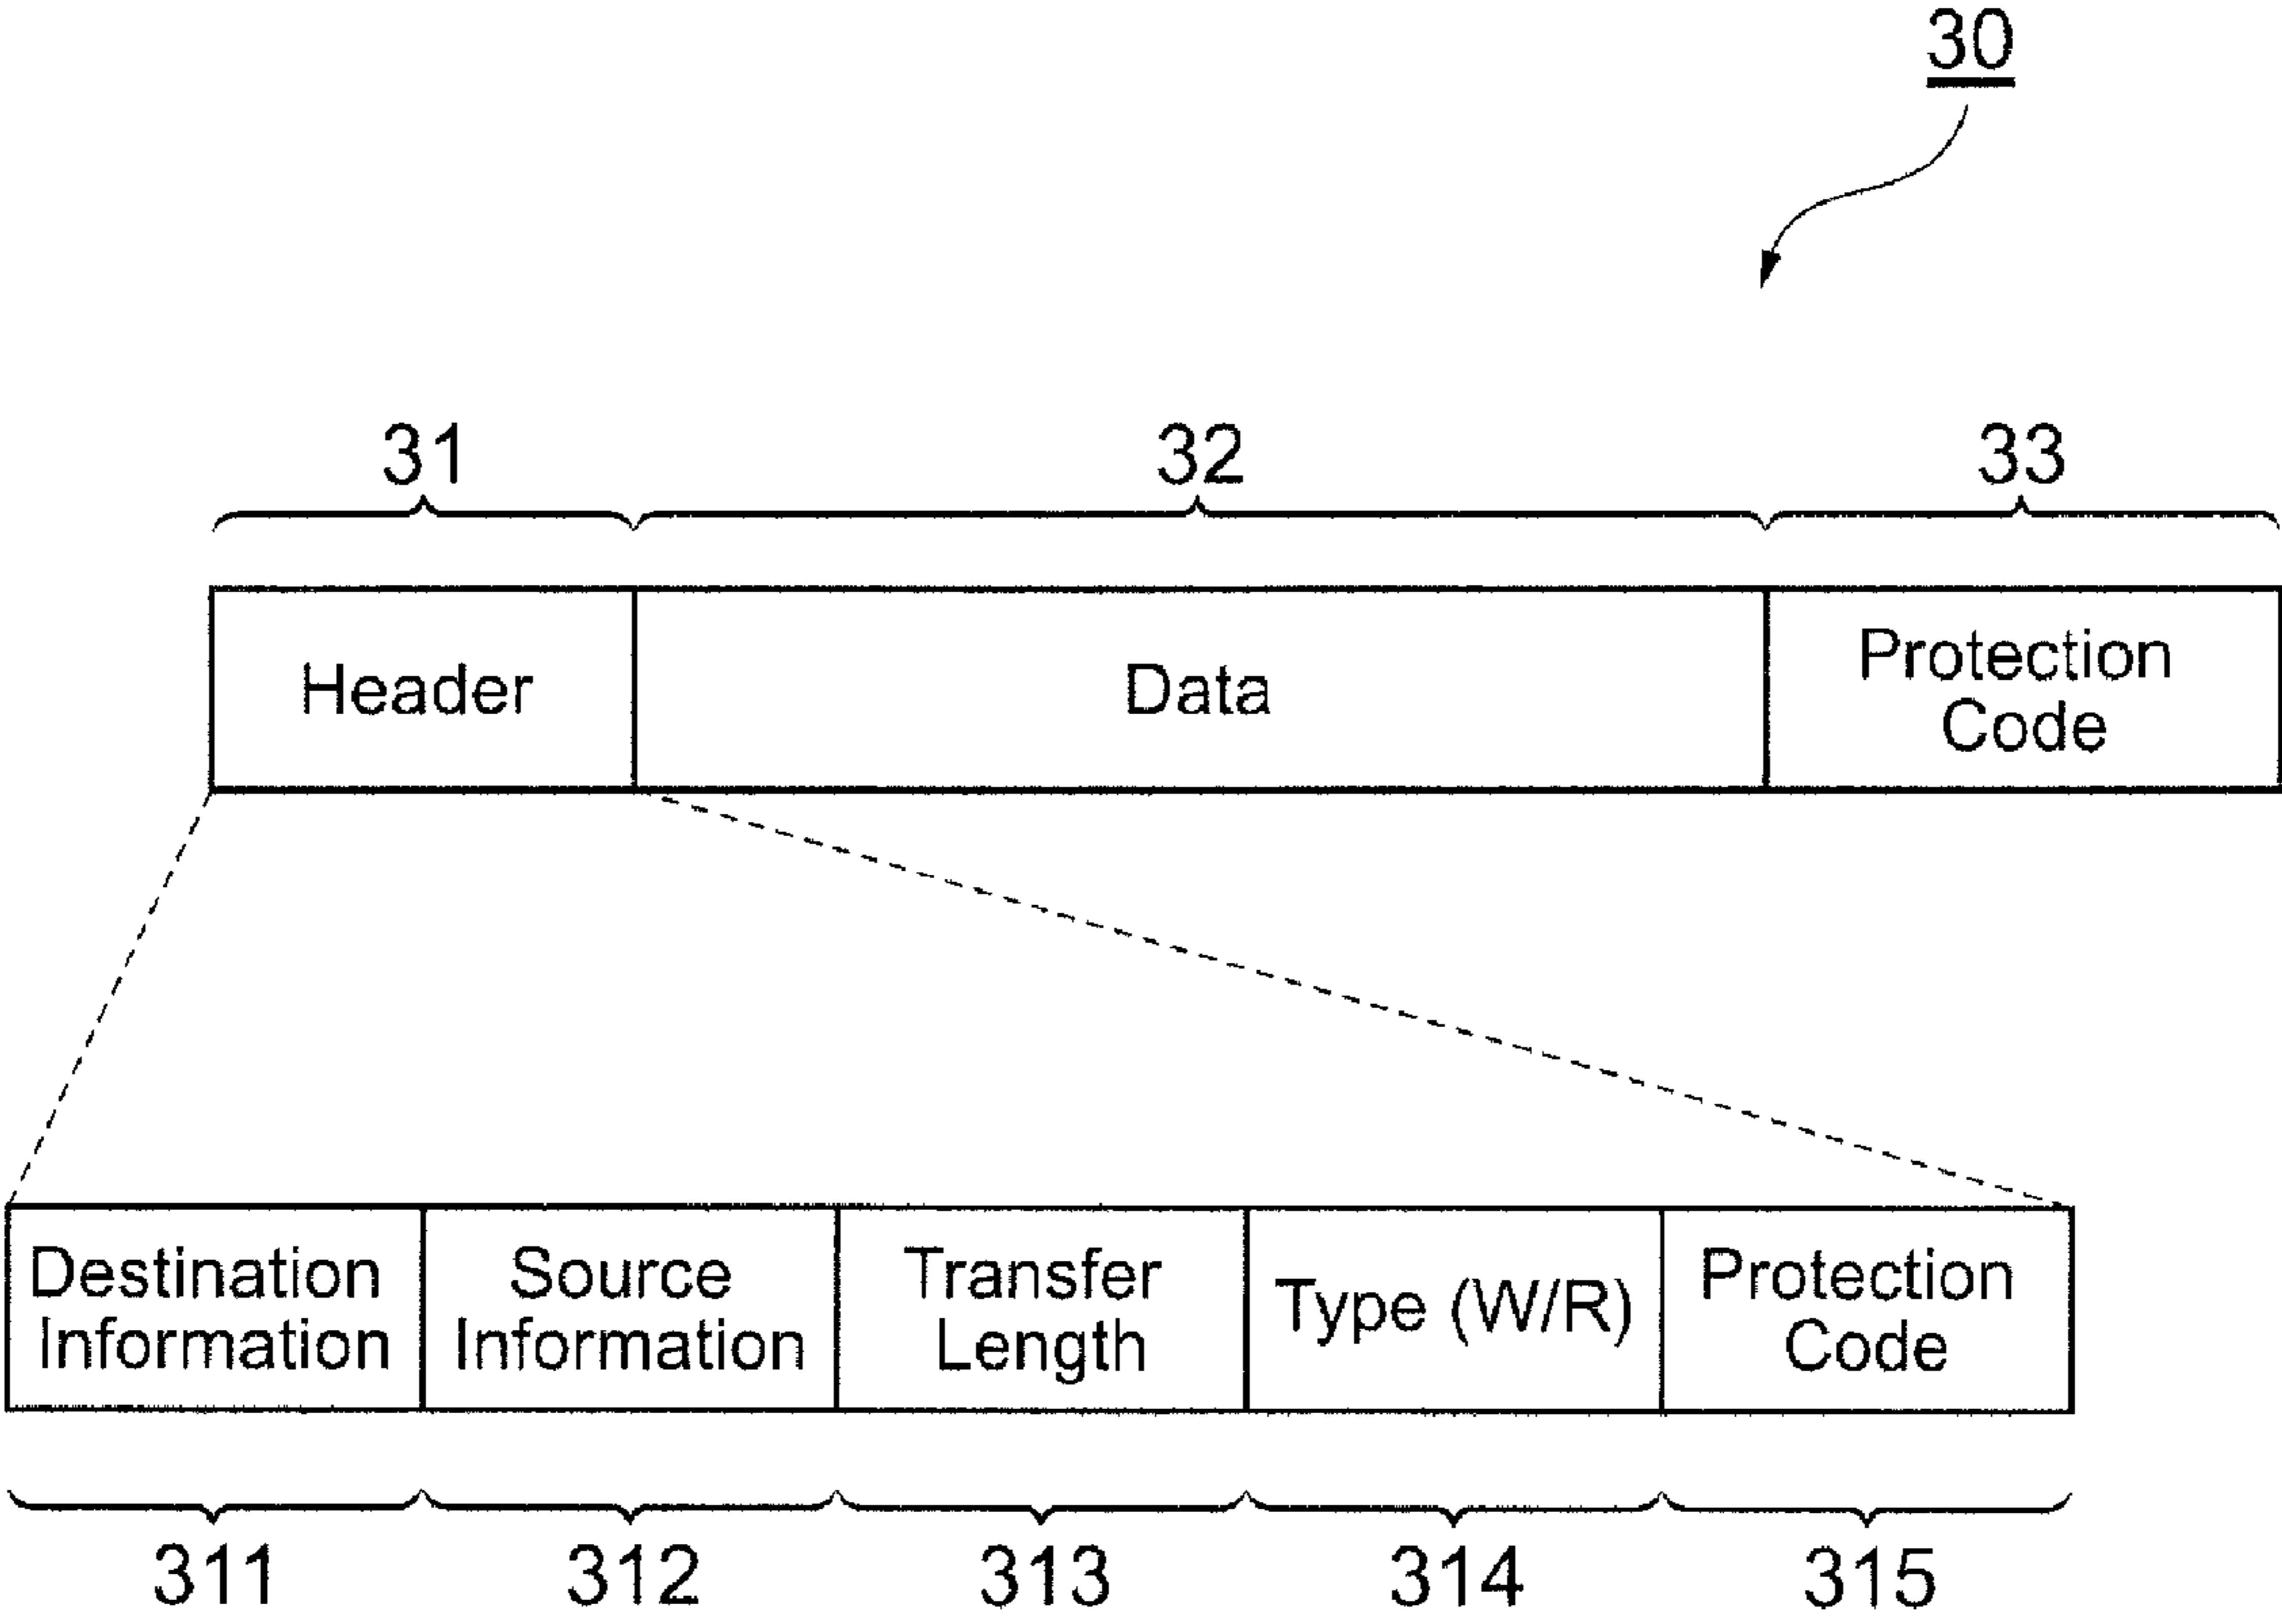 30
31 32 33
Header Data Protection
Code
Destination Source Transfer Type (W/R) Protection
Information Information Length Code
311 312 313 314 315